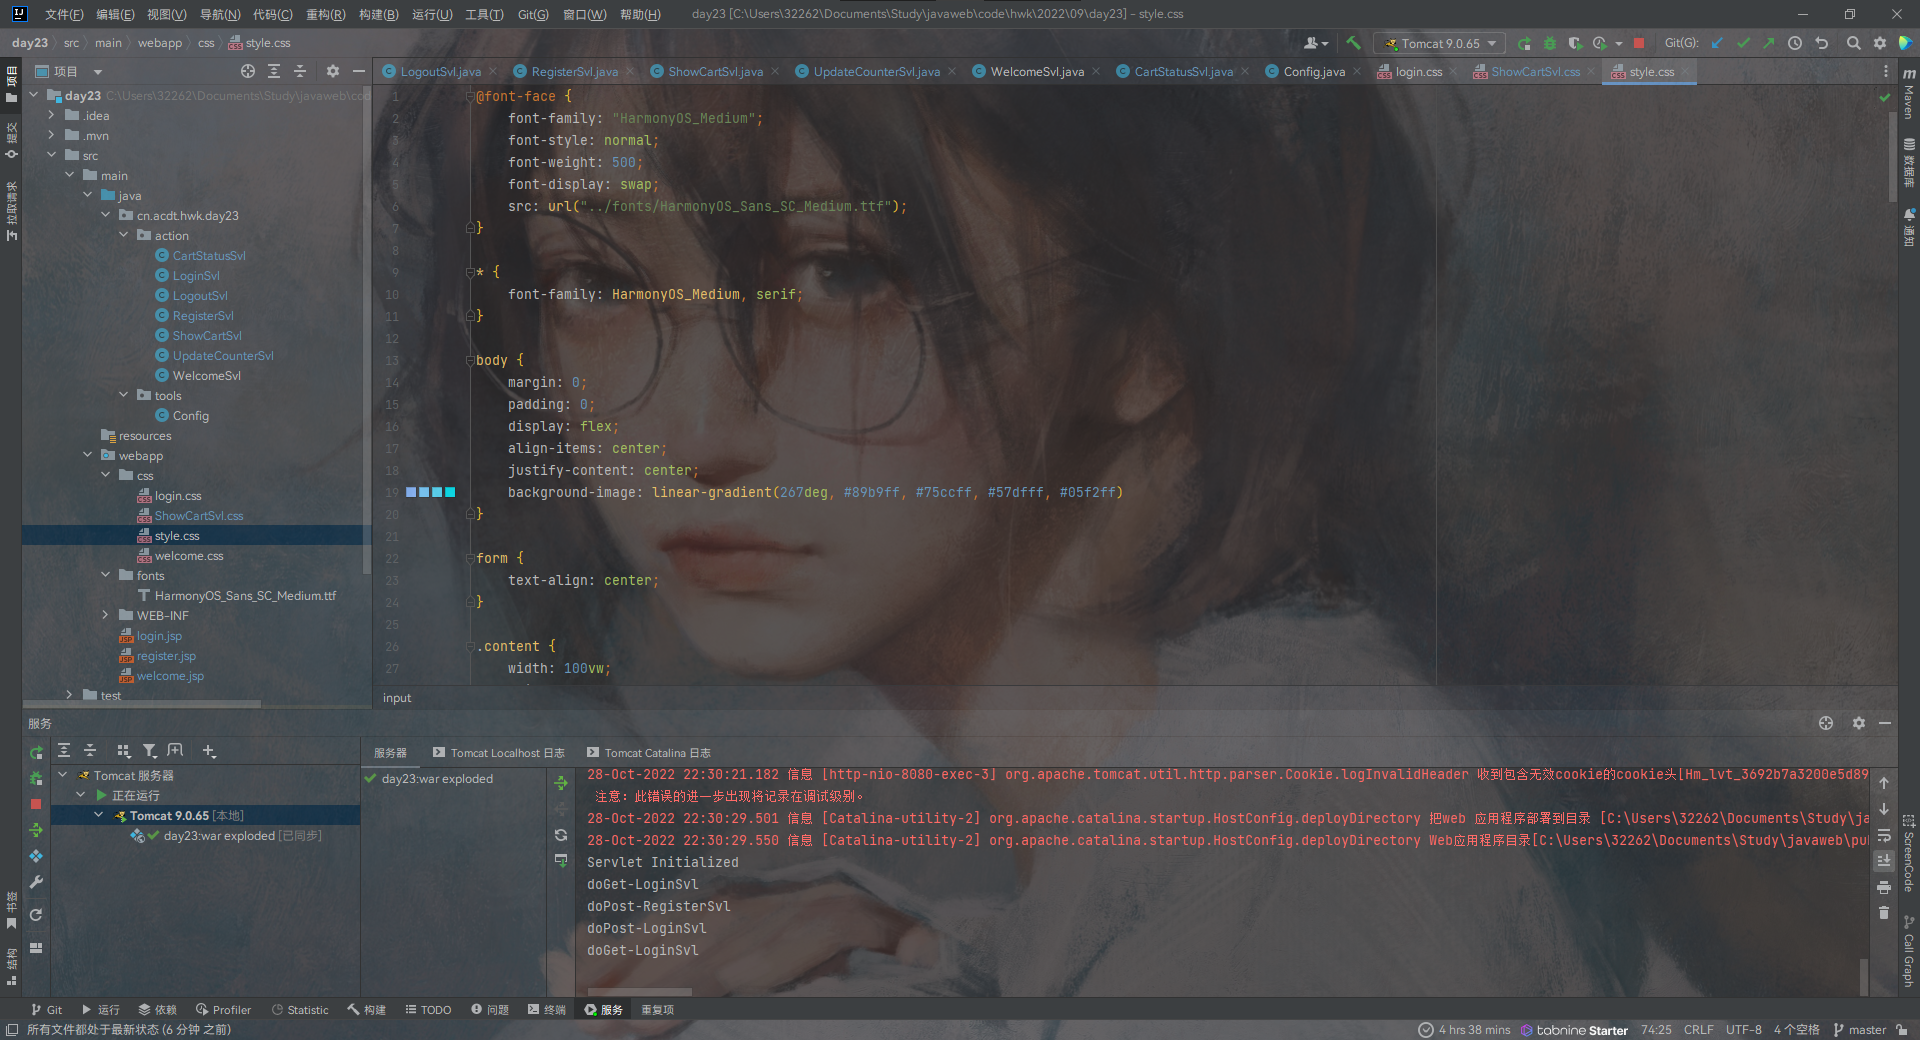 文件(F) 编辑(E) 视图(V) 导航(N) 代码(C) 重构(R) 构建(B) 运行(U) 工具(T) Git(G) 窗口(W) 帮助(H) day23 [C:\Users\32262\Documents\Study\javaweb\code\hwk\2022\09\day23] - style.css
day23 src main webapp css style.css Tomcat 9.0.65 Git(G):
项目 LogoutSvl.java RegisterSvl.java ShowCartSvl.java UpdateCounterSvl.java WelcomeSvl.java CartStatusSvl.java Config.java login.css ShowCartSvl.css style.css
项目
提交
拉取请求
day23 C:\Users\32262\Documents\Study\javaweb\cod
.idea
.mvn
src
main
java
cn.acdt.hwk.day23
action
CartStatusSvl
LoginSvl
LogoutSvl
RegisterSvl
ShowCartSvl
UpdateCounterSvl
WelcomeSvl
tools
Config
resources
webapp
css
login.css
ShowCartSvl.css
style.css
welcome.css
fonts
HarmonyOS_Sans_SC_Medium.ttf
WEB-INF
login.jsp
register.jsp
welcome.jsp
test
1 @font-face {
2 font-family: "HarmonyOS_Medium";
3 font-style: normal;
4 font-weight: 500;
5 font-display: swap;
6 src: url("../fonts/HarmonyOS_Sans_SC_Medium.ttf");
7 }
8
9 * {
10 font-family: HarmonyOS_Medium, serif;
11 }
12
13 body {
14 margin: 0;
15 padding: 0;
16 display: flex;
17 align-items: center;
18 justify-content: center;
19 background-image: linear-gradient(267deg, #89b9ff, #75ccff, #57dfff, #05f2ff)
20 }
21
22 form {
23 text-align: center;
24 }
25
26 .content {
27 width: 100vw;
input
Maven
数据库
通知
服务
服务器 Tomcat Localhost 日志 Tomcat Catalina 日志
Tomcat 服务器
正在运行
Tomcat 9.0.65 [本地]
day23:war exploded [已同步]
day23:war exploded
28-Oct-2022 22:30:21.182 信息 [http-nio-8080-exec-3] org.apache.tomcat.util.http.parser.Cookie.logInvalidHeader 收到包含无效cookie的cookie头[Hm_lvt_3692b7a3200e5d89
注意: 此错误的进一步出现将记录在调试级别。
28-Oct-2022 22:30:29.501 信息 [Catalina-utility-2] org.apache.catalina.startup.HostConfig.deployDirectory 把web 应用程序部署到目录 [C:\Users\32262\Documents\Study\ja
28-Oct-2022 22:30:29.550 信息 [Catalina-utility-2] org.apache.catalina.startup.HostConfig.deployDirectory Web应用程序目录[C:\Users\32262\Documents\Study\javaweb\pu
Servlet Initialized
doGet-LoginSvl
doPost-RegisterSvl
doPost-LoginSvl
doGet-LoginSvl
书签
结构
ScreenCode
Call Graph
Git 运行 依赖 Profiler Statistic 构建 TODO 问题 终端 服务 重复项
所有文件都处于最新状态 (6 分钟 之前) 4 hrs 38 mins tabnine Starter 74:25 CRLF UTF-8 4 个空格 master